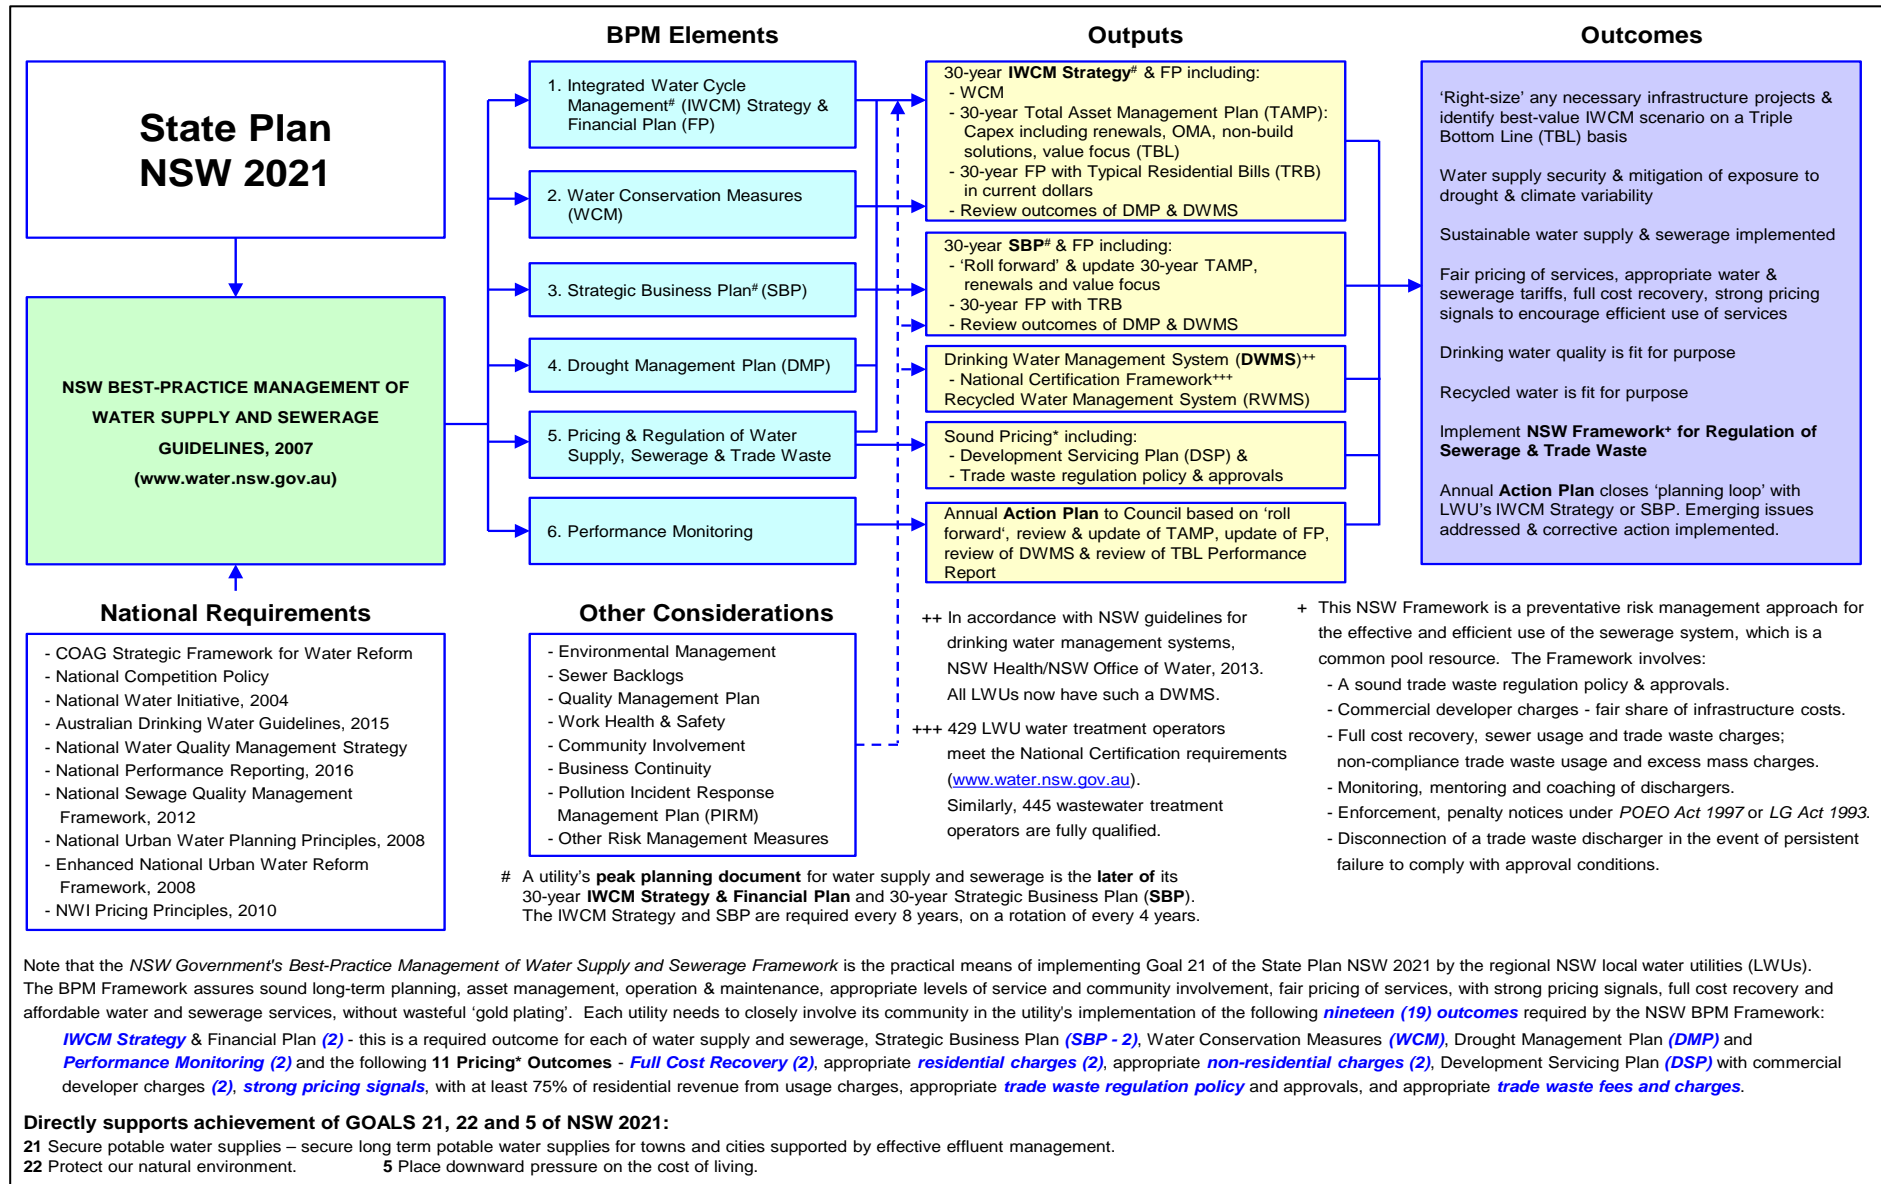 BPM Elements
Outputs
Outcomes
State Plan
NSW 2021
NSW BEST-PRACTICE MANAGEMENT OF
WATER SUPPLY AND SEWERAGE
GUIDELINES, 2007
(www.water.nsw.gov.au)
National Requirements
- COAG Strategic Framework for Water Reform
- National Competition Policy
- National Water Initiative, 2004
- Australian Drinking Water Guidelines, 2015
- National Water Quality Management Strategy
- National Performance Reporting, 2016
- National Sewage Quality Management
Framework, 2012
- National Urban Water Planning Principles, 2008
- Enhanced National Urban Water Reform
Framework, 2008
- NWI Pricing Principles, 2010
1. Integrated Water Cycle
Management# (IWCM) Strategy &
Financial Plan (FP)
2. Water Conservation Measures
(WCM)
3. Strategic Business Plan# (SBP)
4. Drought Management Plan (DMP)
5. Pricing & Regulation of Water
Supply, Sewerage & Trade Waste
6. Performance Monitoring
Other Considerations
- Environmental Management
- Sewer Backlogs
- Quality Management Plan
- Work Health & Safety
- Community Involvement
- Business Continuity
- Pollution Incident Response
Management Plan (PIRM)
- Other Risk Management Measures
30-year IWCM Strategy# & FP including:
- WCM
- 30-year Total Asset Management Plan (TAMP):
Capex including renewals, OMA, non-build
solutions, value focus (TBL)
- 30-year FP with Typical Residential Bills (TRB)
in current dollars
- Review outcomes of DMP & DWMS
30-year SBP# & FP including:
- ‘Roll forward’ & update 30-year TAMP,
renewals and value focus
- 30-year FP with TRB
- Review outcomes of DMP & DWMS
Drinking Water Management System (DWMS)++
- National Certification Framework+++
Recycled Water Management System (RWMS)
Sound Pricing* including:
- Development Servicing Plan (DSP) &
- Trade waste regulation policy & approvals
Annual Action Plan to Council based on ‘roll
forward‘, review & update of TAMP, update of FP,
review of DWMS & review of TBL Performance
Report
‘Right-size’ any necessary infrastructure projects &
identify best-value IWCM scenario on a Triple
Bottom Line (TBL) basis
Water supply security & mitigation of exposure to
drought & climate variability
Sustainable water supply & sewerage implemented
Fair pricing of services, appropriate water &
sewerage tariffs, full cost recovery, strong pricing
signals to encourage efficient use of services
Drinking water quality is fit for purpose
Recycled water is fit for purpose
Implement NSW Framework+ for Regulation of
Sewerage & Trade Waste
Annual Action Plan closes ‘planning loop’ with
LWU’s IWCM Strategy or SBP. Emerging issues
addressed & corrective action implemented.
++ In accordance with NSW guidelines for
drinking water management systems,
NSW Health/NSW Office of Water, 2013.
All LWUs now have such a DWMS.
+++ 429 LWU water treatment operators
meet the National Certification requirements
(www.water.nsw.gov.au).
Similarly, 445 wastewater treatment
operators are fully qualified.
+ This NSW Framework is a preventative risk management approach for
the effective and efficient use of the sewerage system, which is a
common pool resource. The Framework involves:
- A sound trade waste regulation policy & approvals.
- Commercial developer charges - fair share of infrastructure costs.
- Full cost recovery, sewer usage and trade waste charges;
non-compliance trade waste usage and excess mass charges.
- Monitoring, mentoring and coaching of dischargers.
- Enforcement, penalty notices under POEO Act 1997 or LG Act 1993.
- Disconnection of a trade waste discharger in the event of persistent
failure to comply with approval conditions.
# A utility’s peak planning document for water supply and sewerage is the later of its
30-year IWCM Strategy & Financial Plan and 30-year Strategic Business Plan (SBP).
The IWCM Strategy and SBP are required every 8 years, on a rotation of every 4 years.
Note that the NSW Government's Best-Practice Management of Water Supply and Sewerage Framework is the practical means of implementing Goal 21 of the State Plan NSW 2021 by the regional NSW local water utilities (LWUs).
The BPM Framework assures sound long-term planning, asset management, operation & maintenance, appropriate levels of service and community involvement, fair pricing of services, with strong pricing signals, full cost recovery and
affordable water and sewerage services, without wasteful ‘gold plating’. Each utility needs to closely involve its community in the utility's implementation of the following nineteen (19) outcomes required by the NSW BPM Framework:
IWCM Strategy & Financial Plan (2) - this is a required outcome for each of water supply and sewerage, Strategic Business Plan (SBP - 2), Water Conservation Measures (WCM), Drought Management Plan (DMP) and
Performance Monitoring (2) and the following 11 Pricing* Outcomes - Full Cost Recovery (2), appropriate residential charges (2), appropriate non-residential charges (2), Development Servicing Plan (DSP) with commercial
developer charges (2), strong pricing signals, with at least 75% of residential revenue from usage charges, appropriate trade waste regulation policy and approvals, and appropriate trade waste fees and charges.
Directly supports achievement of GOALS 21, 22 and 5 of NSW 2021:
21 Secure potable water supplies – secure long term potable water supplies for towns and cities supported by effective effluent management.
22 Protect our natural environment. 5 Place downward pressure on the cost of living.